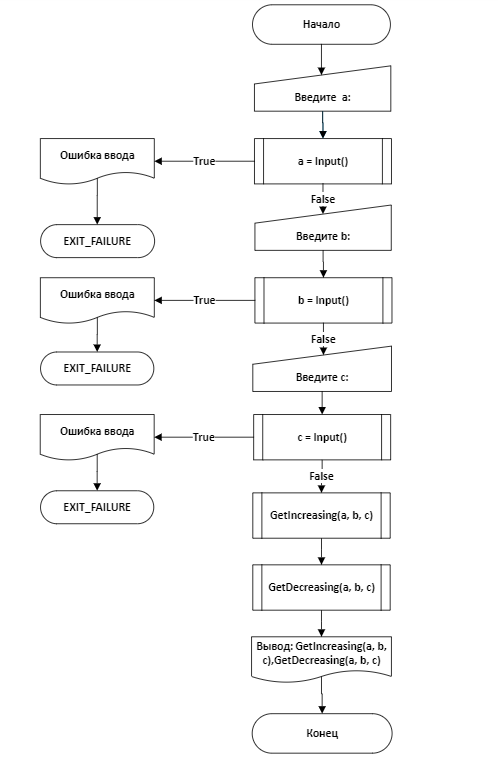 Начало
Введите a:
Ошибка ввода
True
a = Input()
False
EXIT_FAILURE
Введите b:
Ошибка ввода
True
b = Input()
False
EXIT_FAILURE
Введите c:
Ошибка ввода
True
c = Input()
False
EXIT_FAILURE
GetIncreasing(a, b, c)
GetDecreasing(a, b, c)
Вывод: GetIncreasing(a, b,
c),GetDecreasing(a, b, c)
Конец